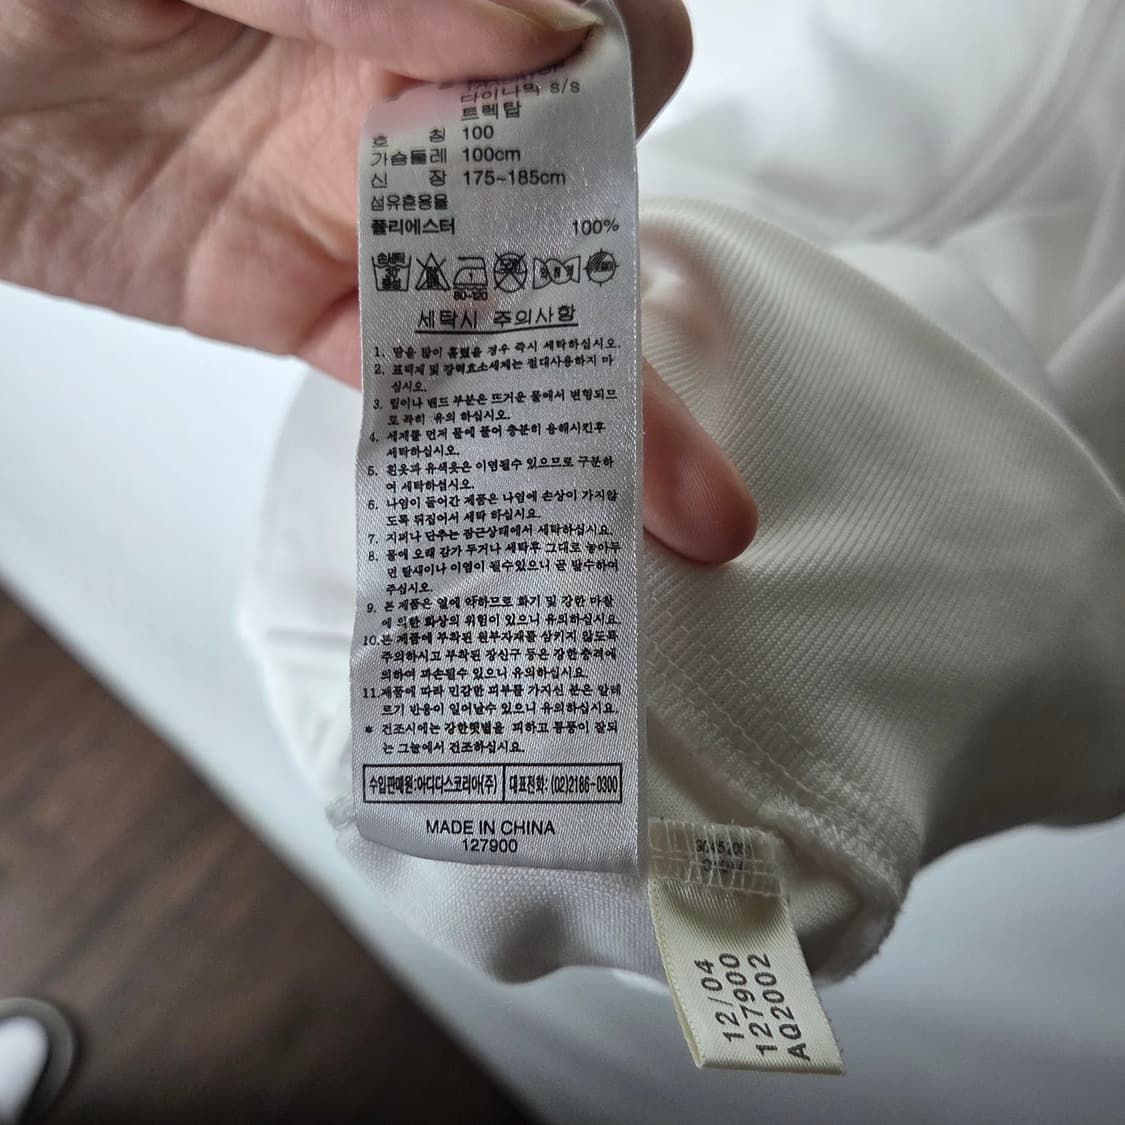 다이나믹 S/S
트렉탑
호 칭 100
가슴둘레 100cm
신 장 175~185cm
섬유혼용율
폴리에스터 100%
80~120
세탁시 주의사항
1. 땀을 많이 흘렸을 경우 즉시 세탁하십시오.
2. 표백제 및 강력효소세제는 절대사용하지 마
십시오.
3. 립이나 밴드 부분은 뜨거운 물에서 변형되므
로 특히 유의 하십시오.
4. 세제를 먼저 물에 풀어 충분히 용해시킨후
세탁하십시오.
5. 흰옷과 유색옷은 이염될수 있으므로 구분하
여 세탁하십시오.
6. 나염이 들어간 제품은 나염에 손상이 가지않
도록 뒤집어서 세탁 하십시요.
7. 지퍼나 단추는 잠근상태에서 세탁하십시요.
8. 물에 오래 담가 두거나 세탁후 그대로 놓아두
면 탈새이나 이염이 될수있으니 곧 탈수하여
주십시오.
9. 본 제품은 열에 약하므로 화기 및 강한 마찰
에 의한 화상의 위험이 있으니 유의하십시요
10.본 제품에 부착된 원부자재를 삼키지 않도록
주의하시고 부착된 장신구 등은 강한충격에
의하여 파손될수 있으니 유의하십시요.
11.제품에 따라 민감한 피부를 가지신 분은 알레
르기 반응이 일어날수 있으니 유의하십시요.
* 건조시에는 강한햇볕을 피하고 통풍이 잘되
는 그늘에서 건조하십시요.
수입판매원:아디다스코리아(주) 대표전화: (02)2186-0300
MADE IN CHINA
127900
12/04
127900
AQ2002